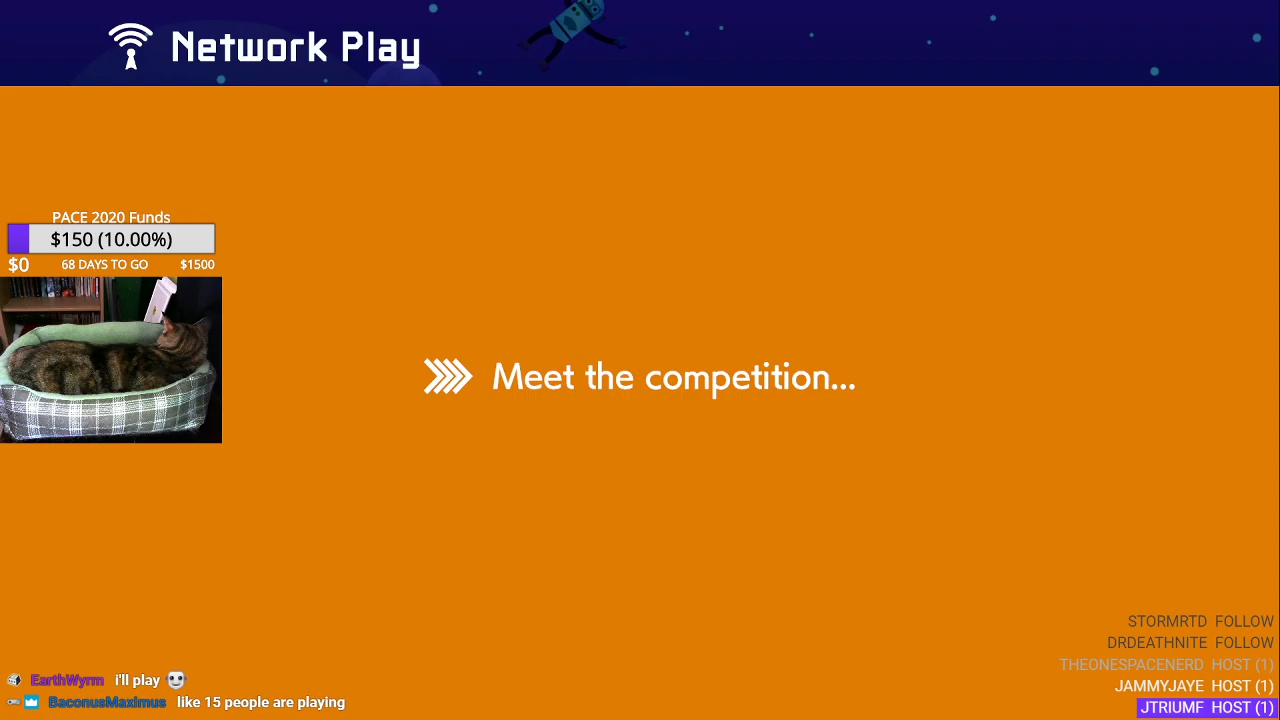 Network Play
PACE 2020 Funds
$150 (10.00%)
$0 68 DAYS TO GO $1500
Meet the competition...
STORMRTD FOLLOW
DRDEATHNITE FOLLOW
THEONESPACENERD HOST (1)
JAMMYJAYE HOST (1)
JTRIUMF HOST (1)
EarthWyrm i'll play
BaconusMaximus like 15 people are playing